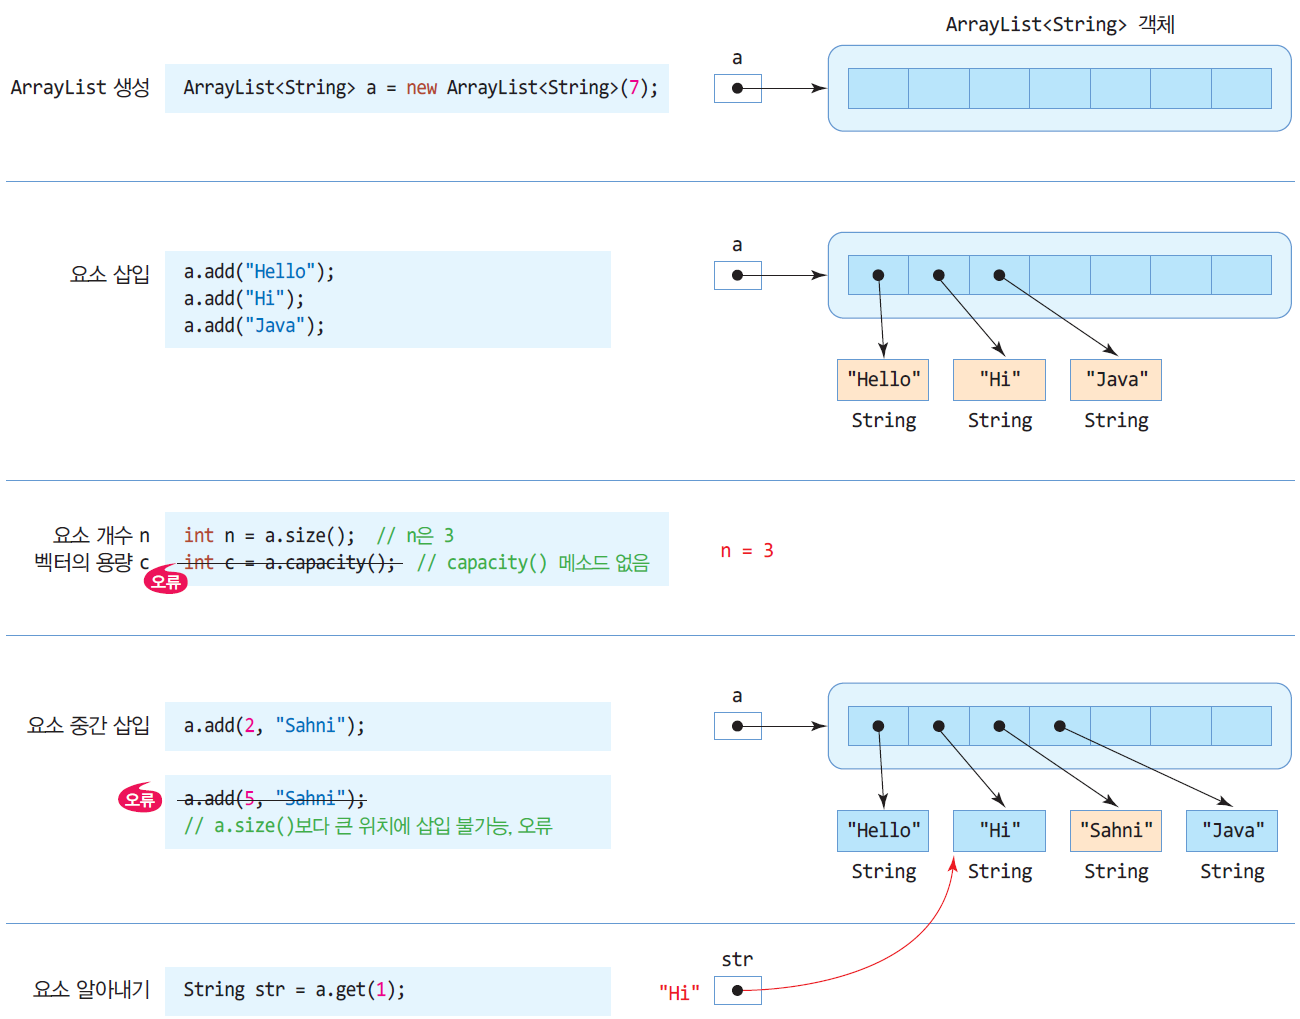 ArrayList<String> 객체
ArrayList 생성
ArrayList<String> a = new ArrayList<String>(7);
a
요소 삽입
a.add("Hello");
a.add("Hi");
a.add("Java");
a
"Hello" "Hi" "Java"
String String String
요소 개수 n
int n = a.size(); // n은 3
벡터의 용량 c
int c = a.capacity(); // capacity() 메소드 없음
오류
n = 3
요소 중간 삽입
a.add(2, "Sahni");
오류
a.add(5, "Sahni");
// a.size()보다 큰 위치에 삽입 불가능, 오류
a
"Hello" "Hi" "Sahni" "Java"
String String String String
요소 알아내기
String str = a.get(1);
"Hi"
str